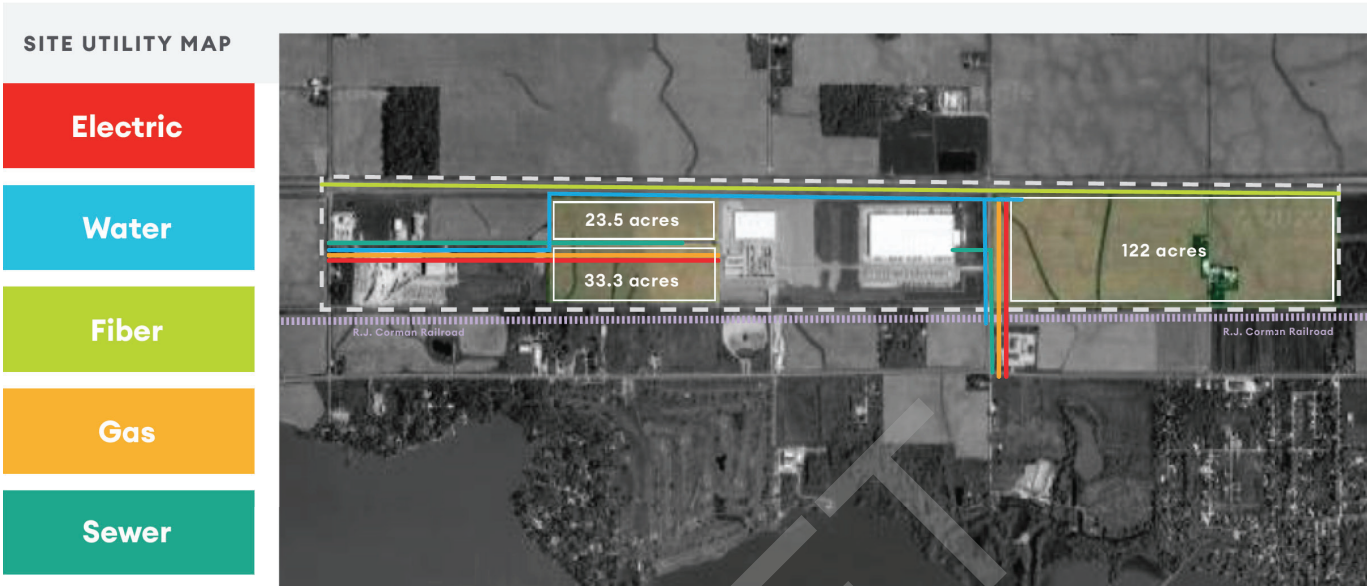 SITE UTILITY MAP
Electric
Water
Fiber
Gas
Sewer
23.5 acres
33.3 acres
122 acres
R.J. Corman Railroad
R.J. Corman Railroad